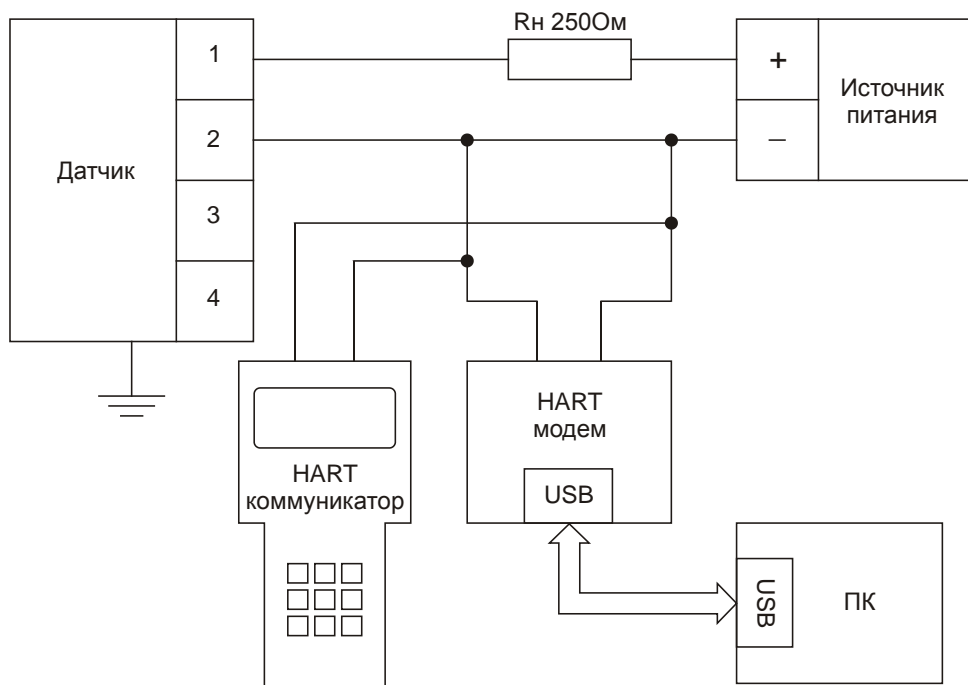 Rн 250Ом
1
+
Источник
питания
2
–
Датчик
3
4
HART
модем
HART
коммуникатор
USB
USB
ПК